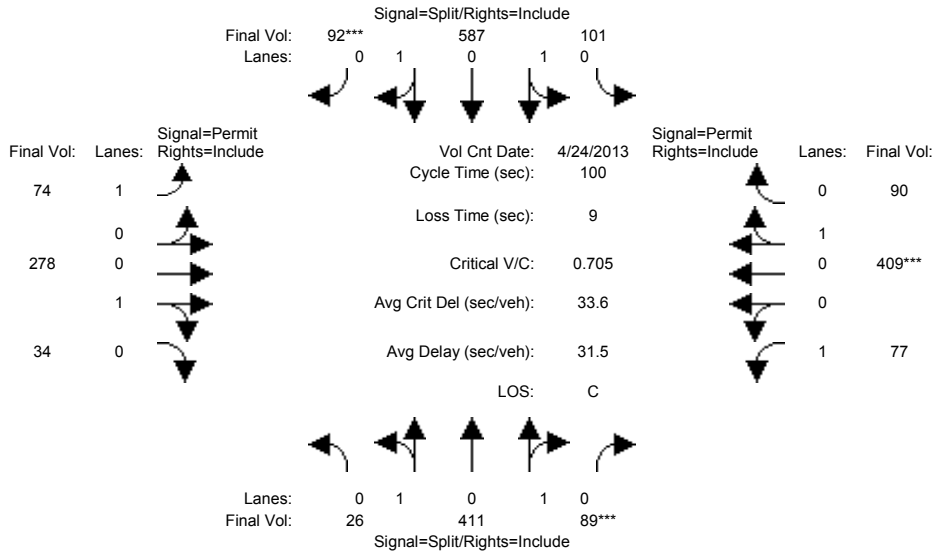 Signal=Split/Rights=Include
Final Vol: 92*** 587 101
Lanes: 0 1 0 1 0
Signal=Permit
Final Vol: Lanes: Rights=Include
Vol Cnt Date: 4/24/2013
Signal=Permit
Rights=Include Lanes: Final Vol:
Cycle Time (sec): 100
74 1
0 90
Loss Time (sec): 9
0
1
278 0
Critical V/C: 0.705
0 409***
1
Avg Crit Del (sec/veh): 33.6
0
34 0
Avg Delay (sec/veh): 31.5
1 77
LOS: C
Lanes: 0 1 0 1 0
Final Vol: 26 411 89***
Signal=Split/Rights=Include